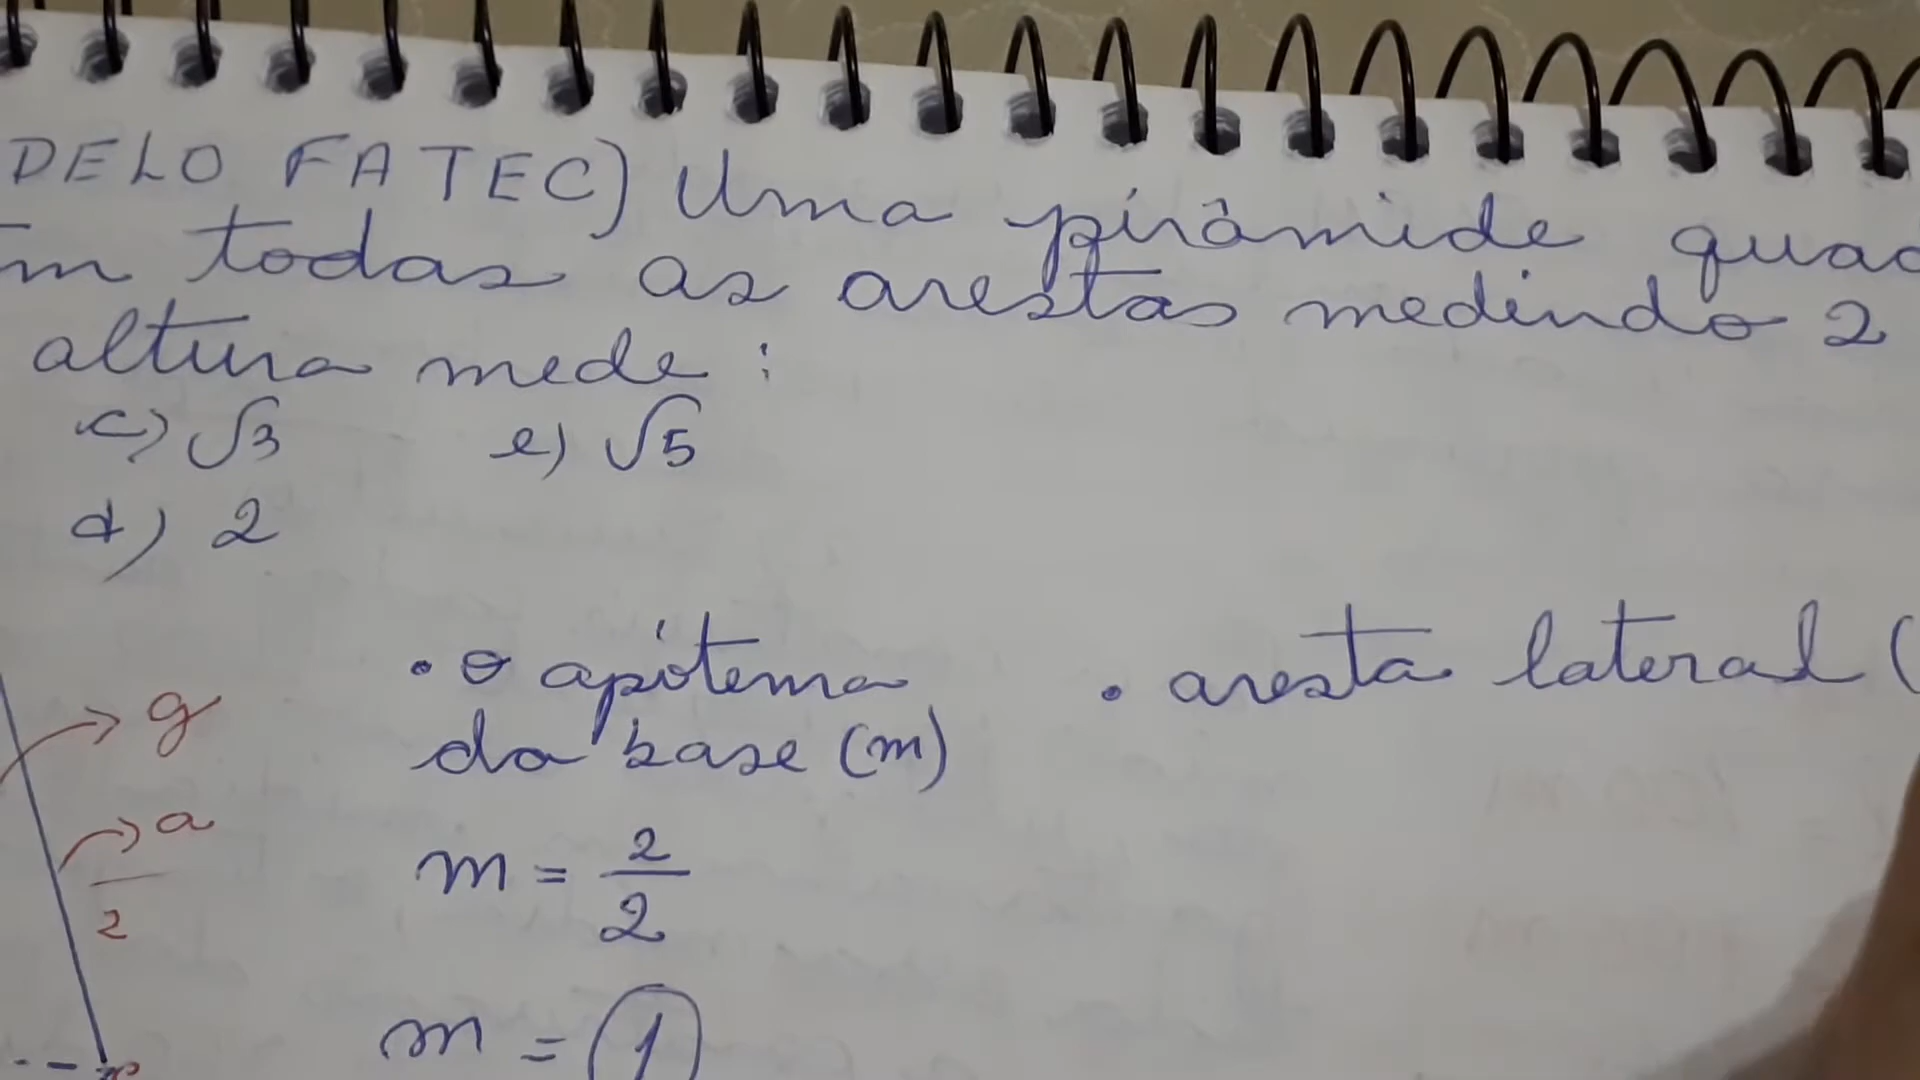 DELO FATEC) Uma pirâmide quad
m todas as arestas medindo 2
altura mede:
c) √3 e) √5
d) 2
• o apótema
da base (m)
• aresta lateral (
g
a
2
m = 2/2
m = 1